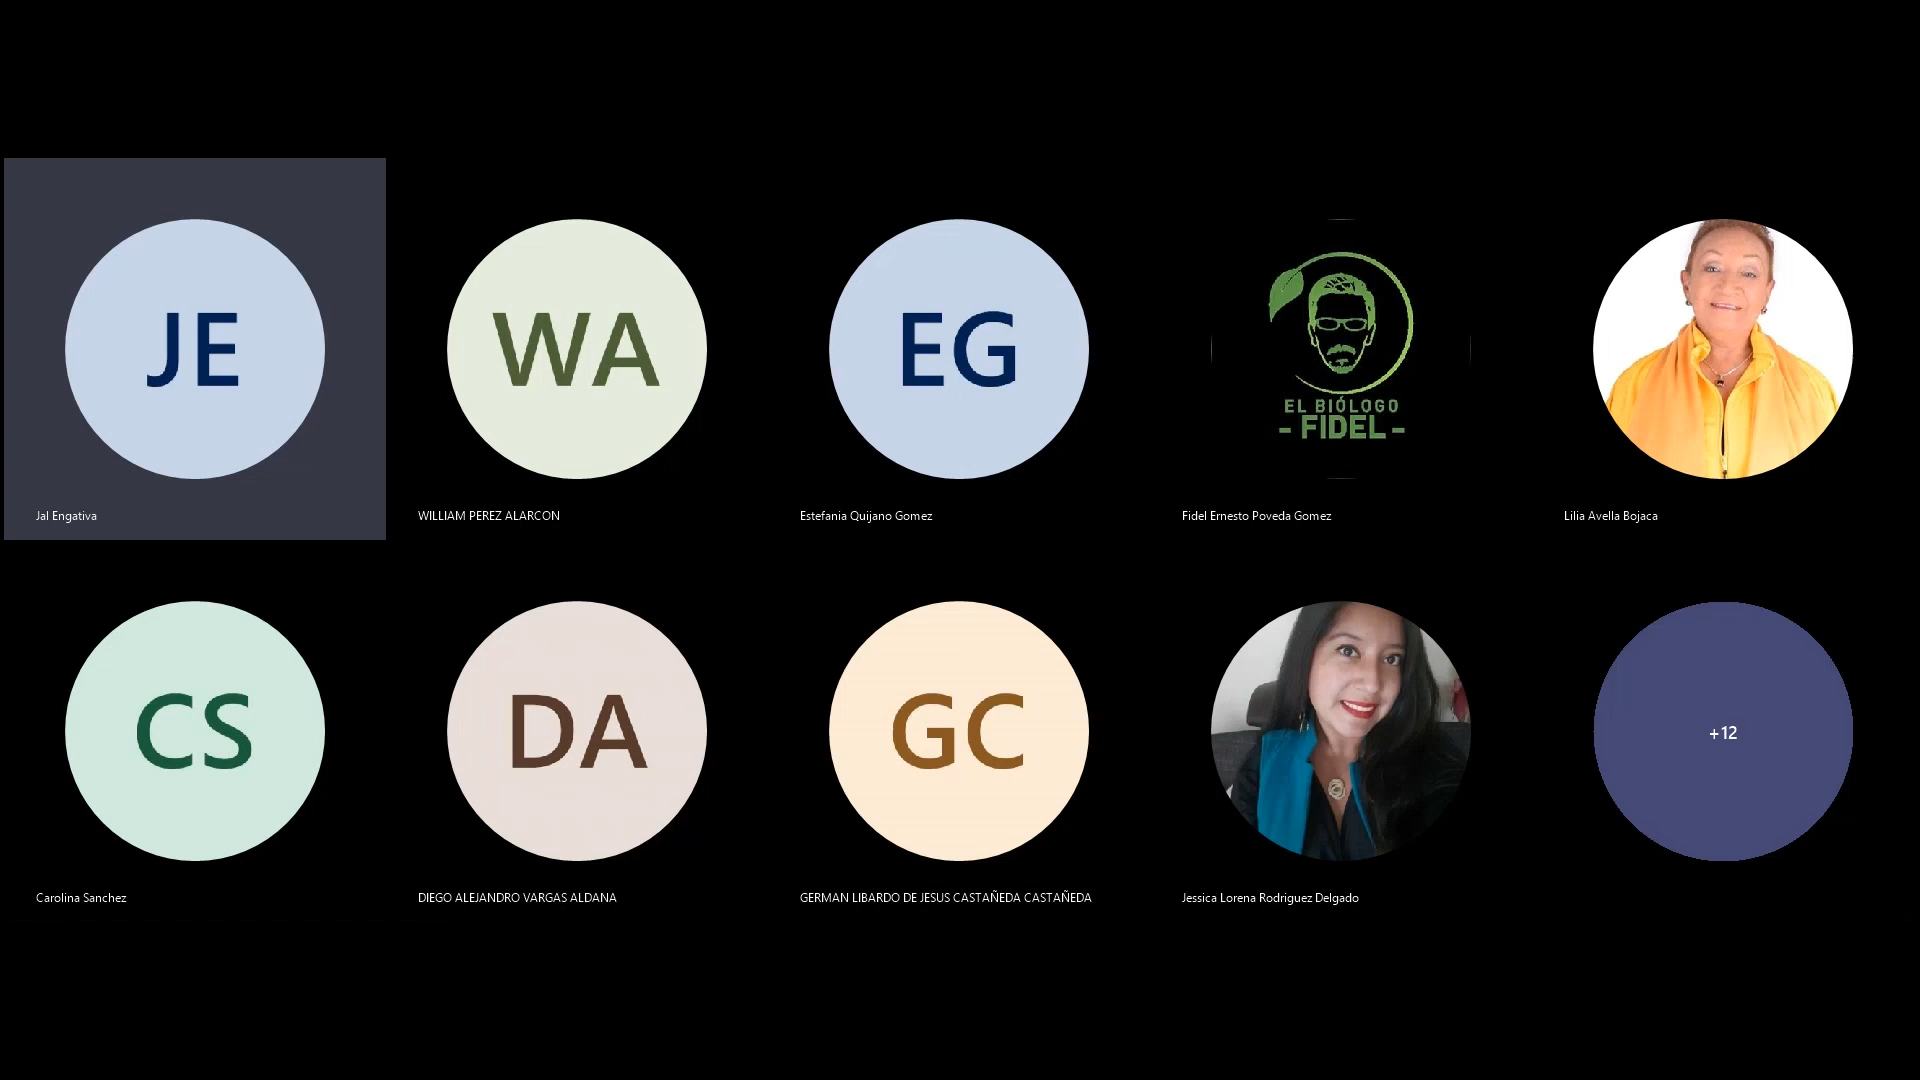 JE
WA
EG
EL BIÓLOGO
- FIDEL -
Jal Engativa
WILLIAM PEREZ ALARCON
Estefania Quijano Gomez
Fidel Ernesto Poveda Gomez
Lilia Avella Bojaca
CS
DA
GC
+12
Carolina Sanchez
DIEGO ALEJANDRO VARGAS ALDANA
GERMAN LIBARDO DE JESUS CASTAÑEDA CASTAÑEDA
Jessica Lorena Rodriguez Delgado